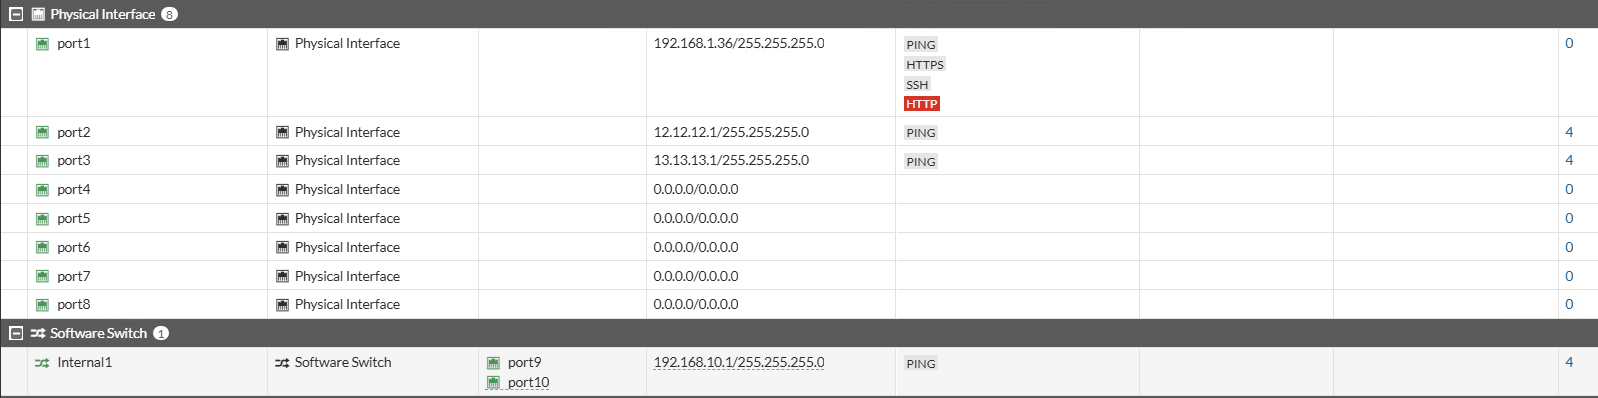 Physical Interface 8
port1 Physical Interface 192.168.1.36/255.255.255.0 PING 0
HTTPS
SSH
HTTP
port2 Physical Interface 12.12.12.1/255.255.255.0 PING 4
port3 Physical Interface 13.13.13.1/255.255.255.0 PING 4
port4 Physical Interface 0.0.0.0/0.0.0.0 0
port5 Physical Interface 0.0.0.0/0.0.0.0 0
port6 Physical Interface 0.0.0.0/0.0.0.0 0
port7 Physical Interface 0.0.0.0/0.0.0.0 0
port8 Physical Interface 0.0.0.0/0.0.0.0 0
Software Switch 1
Internal1 Software Switch port9 192.168.10.1/255.255.255.0 PING 4
port10